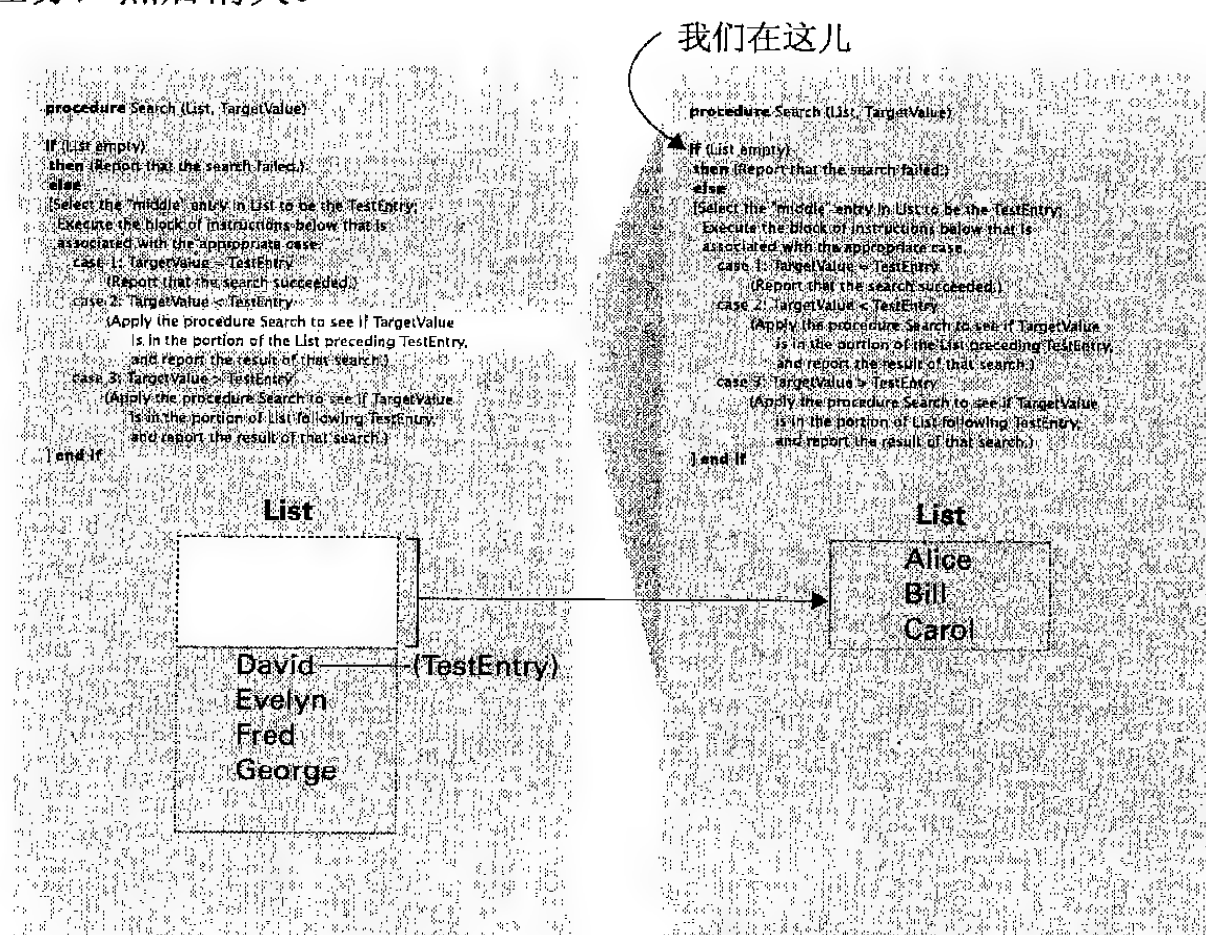 然后消失。
我们在这儿
procedure Search (List, TargetValue)
if (List empty)
then (Report that the search failed.)
else
[Select the "middle" entry in List to be the TestEntry;
Execute the block of instructions below that is
associated with the appropriate case.
case 1: TargetValue = TestEntry
(Report that the search succeeded.)
case 2: TargetValue < TestEntry
(Apply the procedure Search to see if TargetValue
is in the portion of the List preceding TestEntry,
and report the result of that search.)
case 3: TargetValue > TestEntry
(Apply the procedure Search to see if TargetValue
is in the portion of List following TestEntry,
and report the result of that search.)
] end if
List
David (TestEntry)
Evelyn
Fred
George
procedure Search (List, TargetValue)
if (List empty)
then (Report that the search failed.)
else
[Select the "middle" entry in List to be the TestEntry;
Execute the block of instructions below that is
associated with the appropriate case.
case 1: TargetValue = TestEntry
(Report that the search succeeded.)
case 2: TargetValue < TestEntry
(Apply the procedure Search to see if TargetValue
is in the portion of the List preceding TestEntry,
and report the result of that search.)
case 3: TargetValue > TestEntry
(Apply the procedure Search to see if TargetValue
is in the portion of List following TestEntry,
and report the result of that search.)
] end if
List
Alice
Bill
Carol